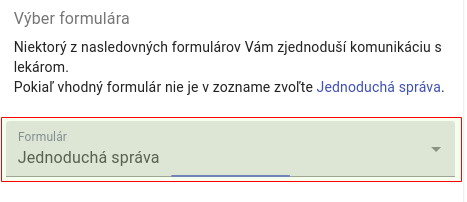 Výber formulára
Niektorý z nasledovných formulárov Vám zjednoduší komunikáciu s
lekárom.
Pokiaľ vhodný formulár nie je v zozname zvoľte Jednoduchá správa.
Formulár
Jednoduchá správa